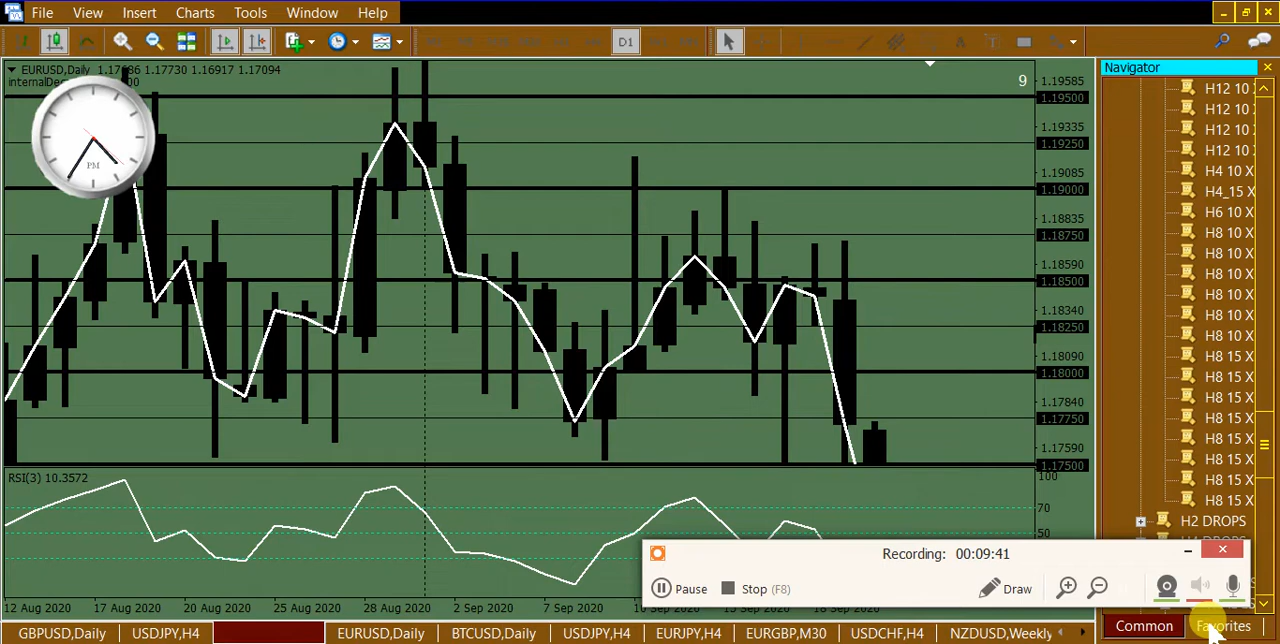 File View Insert Charts Tools Window Help
D1
EURUSD,Daily 1.17686 1.17730 1.16917 1.17094
00
9
PM
1.19585
1.19500
1.19335
1.19250
1.19085
1.19000
1.18835
1.18750
1.18590
1.18500
1.18340
1.18250
1.18090
1.18000
1.17840
1.17750
1.17590
1.17500
RSI(3) 10.3572
100
70
50
12 Aug 2020 17 Aug 2020 20 Aug 2020 25 Aug 2020 28 Aug 2020 2 Sep 2020 7 Sep 2020
Navigator
H12 10
H12 10
H12 10
H12 10
H4 10 X
H4_15 X
H6 10 X
H8 10 X
H8 10 X
H8 10 X
H8 10 X
H8 10 X
H8 10 X
H8 15 X
H8 15 X
H8 15 X
H8 15 X
H8 15 X
H8 15 X
H8 15 X
H8 15 X
H2 DROPS
Recording: 00:09:41
Pause Stop (F8) Draw
GBPUSD,Daily USDJPY,H4 EURUSD,Daily BTCUSD,Daily USDJPY,H4 EURJPY,H4 EURGBP,M30 USDCHF,H4 NZDUSD,Weekly
Common Favorites